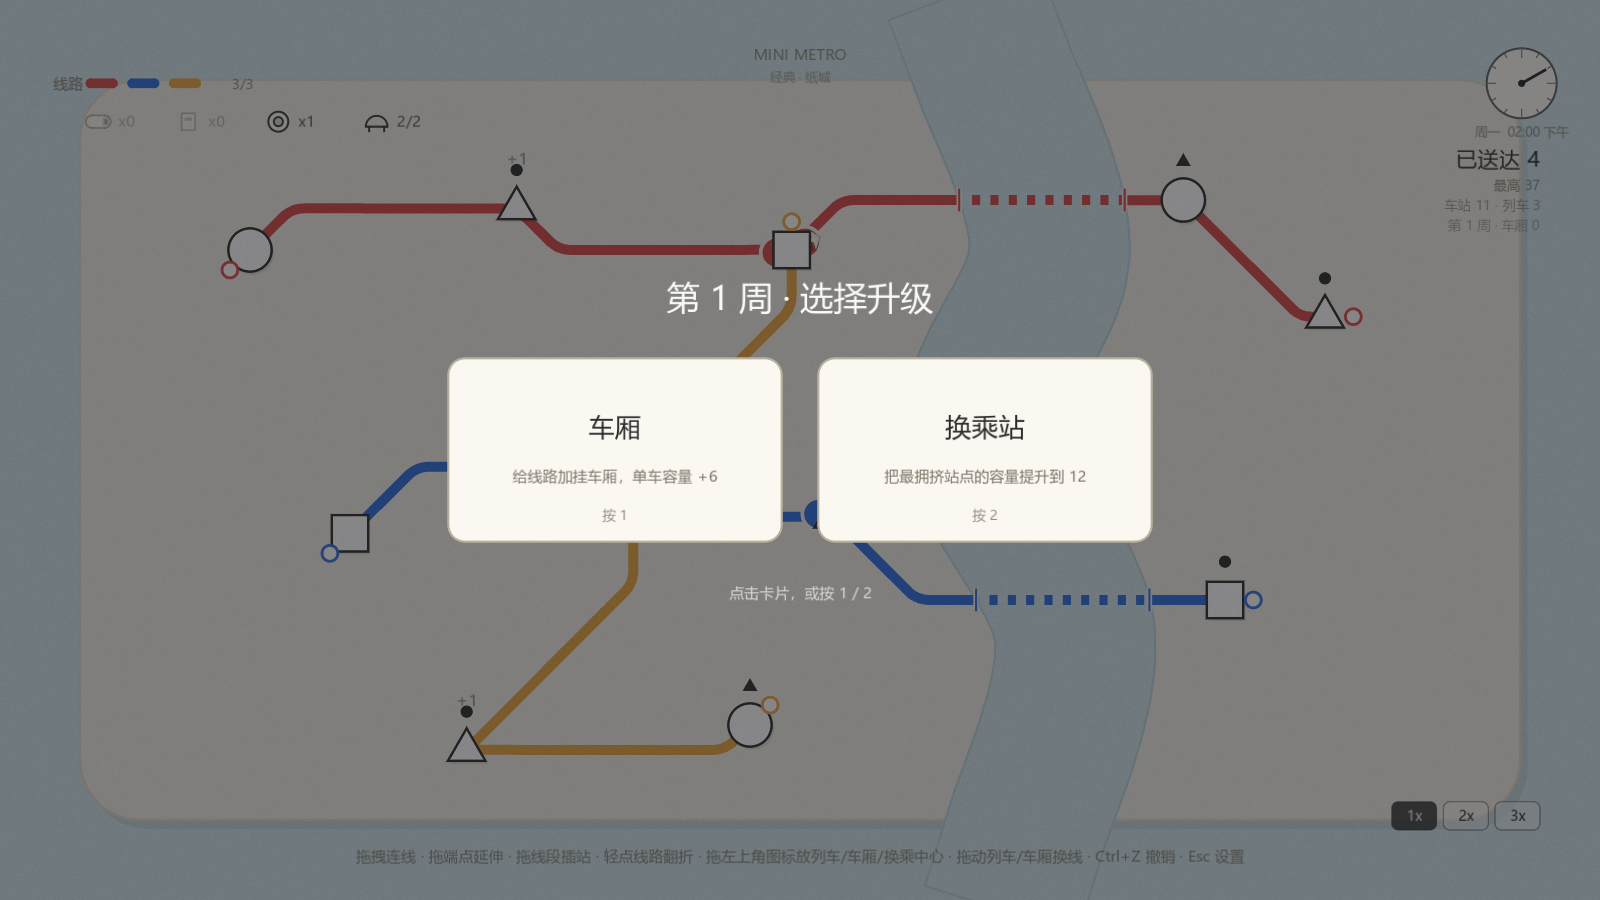 MINI METRO
经典 · 纸城
线路
3/3
x0
x0
x1
2/2
周一 02:00 下午
已送达 4
最高 37
车站 11 · 列车 3
第 1 周 · 车厢 0
+1
第 1 周 · 选择升级
车厢
给线路加挂车厢，单车容量 +6
按 1
换乘站
把最拥挤站点的容量提升到 12
按 2
点击卡片，或按 1 / 2
+1
1x
2x
3x
拖拽连线 · 拖端点延伸 · 拖线段插站 · 轻点线路翻折 · 拖左上角图标放列车/车厢/换乘中心 · 拖动列车/车厢换线 · Ctrl+Z 撤销 · Esc 设置